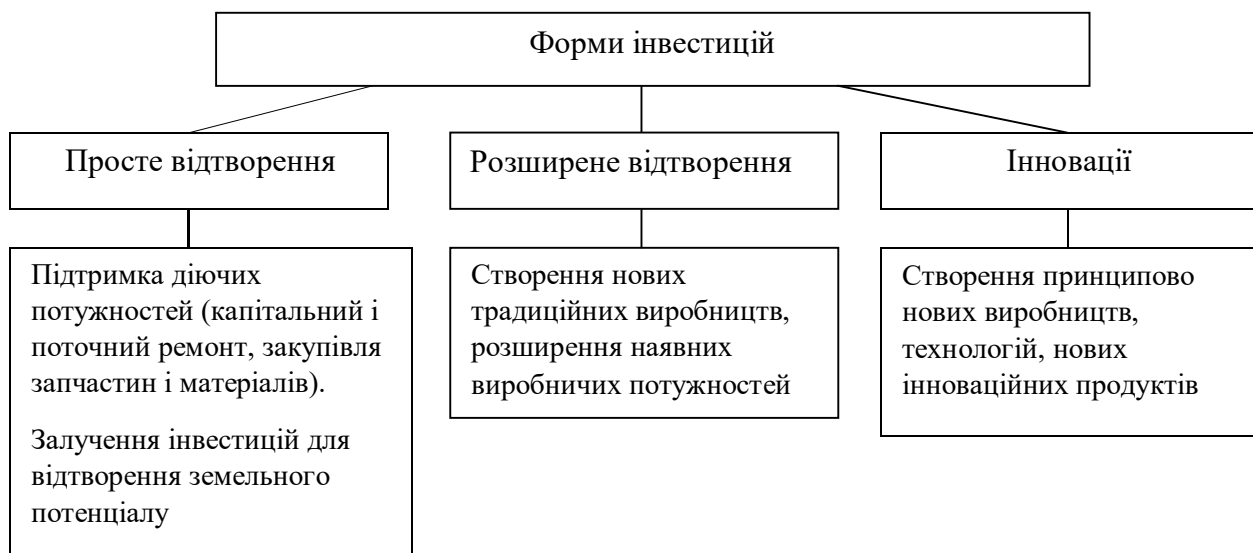 Форми інвестицій
Просте відтворення
Розширене відтворення
Інновації
Підтримка діючих
потужностей (капітальний і
поточний ремонт, закупівля
запчастин і матеріалів).
Залучення інвестицій для
відтворення земельного
потенціалу
Створення нових
традиційних виробництв,
розширення наявних
виробничих потужностей
Створення принципово
нових виробництв,
технологій, нових
інноваційних продуктів